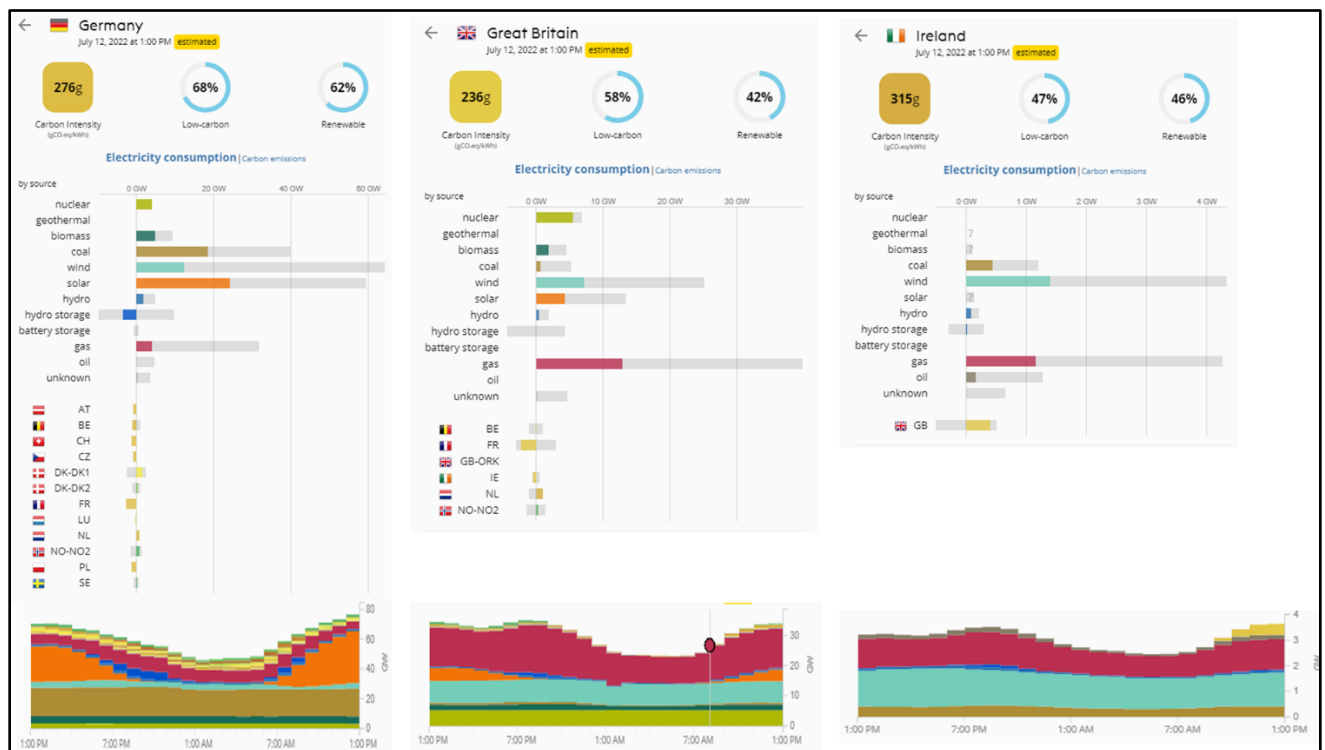 Germany
July 12, 2022 at 1:00 PM estimated
276g
68%
62%
Carbon Intensity
(gCO₂eq/kWh)
Low-carbon
Renewable
Electricity consumption | Carbon emissions
by source
0 GW 20 GW 40 GW 60 GW
nuclear
geothermal
biomass
coal
wind
solar
hydro
hydro storage
battery storage
gas
oil
unknown
AT
BE
CH
CZ
DK-DK1
DK-DK2
FR
LU
NL
NO-NO2
PL
SE
80
60
40
20
0
GW
1:00 PM 7:00 PM 1:00 AM 7:00 AM 1:00 PM
Great Britain
July 12, 2022 at 1:00 PM estimated
236g
58%
42%
Carbon Intensity
(gCO₂eq/kWh)
Low-carbon
Renewable
Electricity consumption | Carbon emissions
by source
0 GW 10 GW 20 GW 30 GW
nuclear
geothermal
biomass
coal
wind
solar
hydro
hydro storage
battery storage
gas
oil
unknown
BE
FR
GB-ORK
IE
NL
NO-NO2
30
20
10
0
GW
1:00 PM 7:00 PM 1:00 AM 7:00 AM 1:00 PM
Ireland
July 12, 2022 at 1:00 PM estimated
315g
47%
46%
Carbon Intensity
(gCO₂eq/kWh)
Low-carbon
Renewable
Electricity consumption | Carbon emissions
by source
0 GW 1 GW 2 GW 3 GW 4 GW
nuclear
geothermal ?
biomass ?
coal
wind
solar ?
hydro
hydro storage
battery storage
gas
oil
unknown
GB
4
3
2
1
0
GW
1:00 PM 7:00 PM 1:00 AM 7:00 AM 1:00 PM